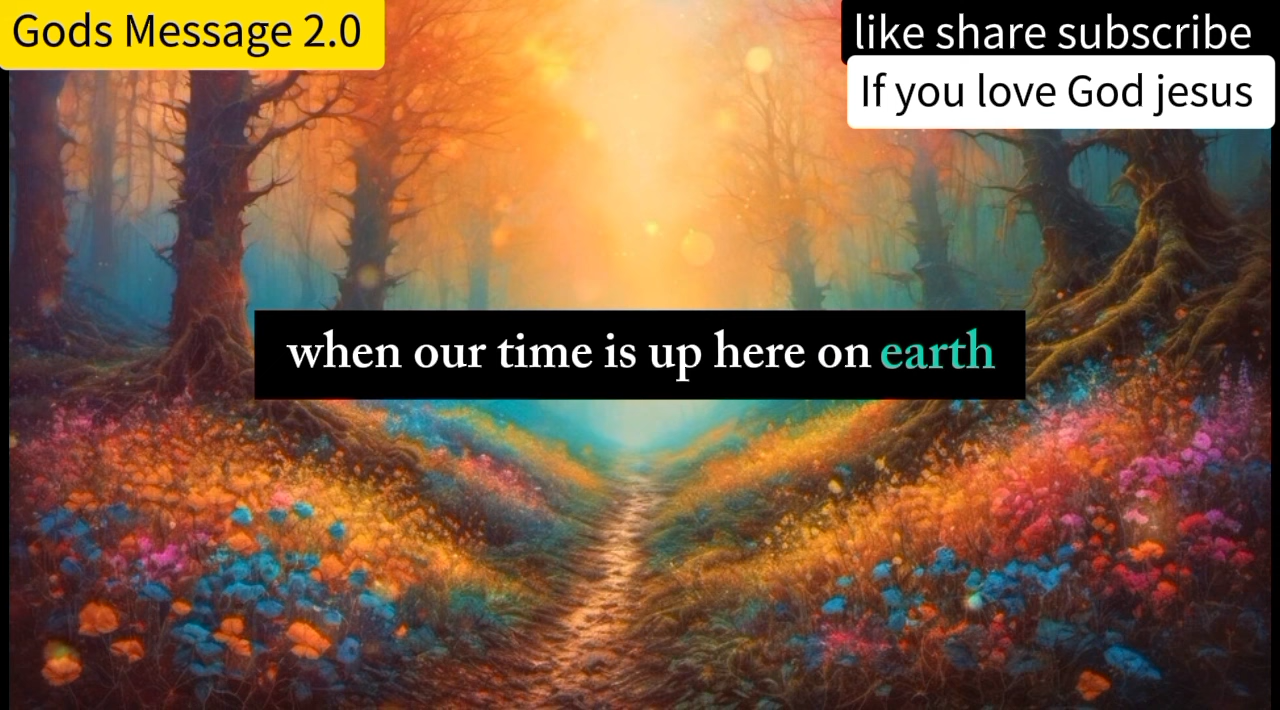 Gods Message 2.0
like share subscribe
If you love God jesus
when our time is up here on earth